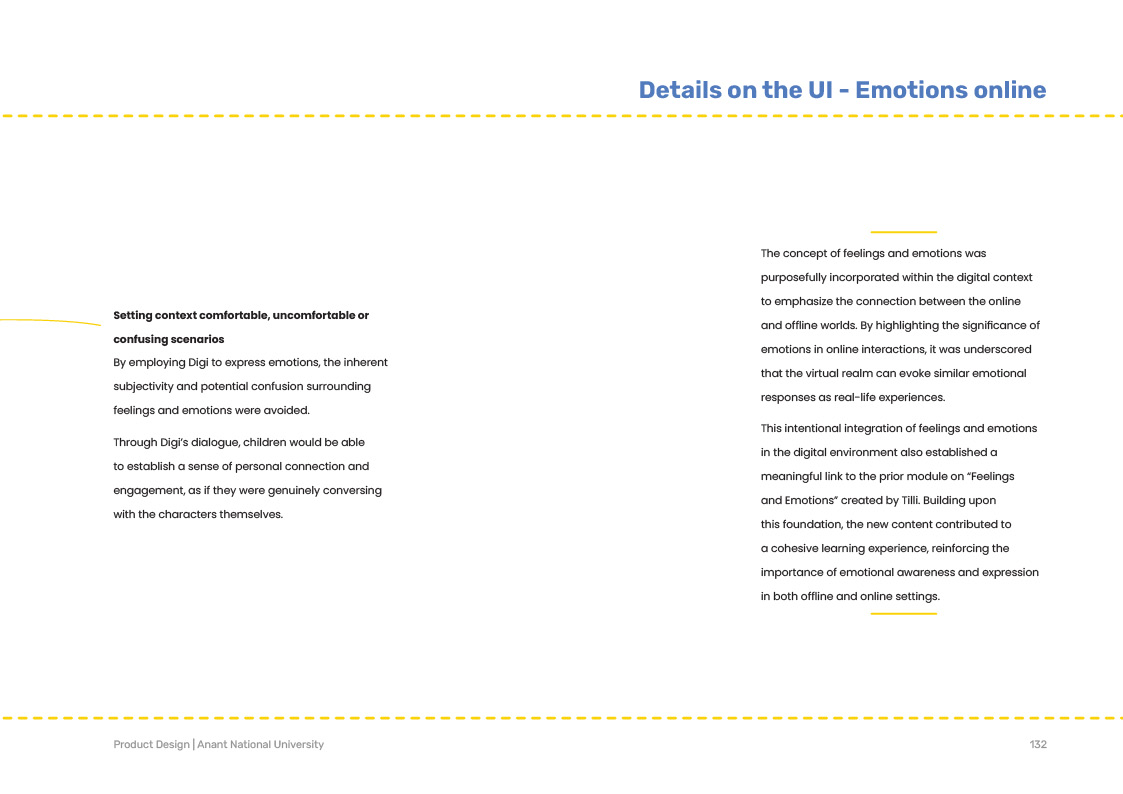 Details on the UI - Emotions online
Setting context comfortable, uncomfortable or
confusing scenarios
By employing Digi to express emotions, the inherent
subjectivity and potential confusion surrounding
feelings and emotions were avoided.
Through Digi's dialogue, children would be able
to establish a sense of personal connection and
engagement, as if they were genuinely conversing
with the characters themselves.
The concept of feelings and emotions was
purposefully incorporated within the digital context
to emphasize the connection between the online
and offline worlds. By highlighting the significance of
emotions in online interactions, it was underscored
that the virtual realm can evoke similar emotional
responses as real-life experiences.
This intentional integration of feelings and emotions
in the digital environment also established a
meaningful link to the prior module on “Feelings
and Emotions” created by Tilli. Building upon
this foundation, the new content contributed to
a cohesive learning experience, reinforcing the
importance of emotional awareness and expression
in both offline and online settings.
Product Design | Anant National University
132